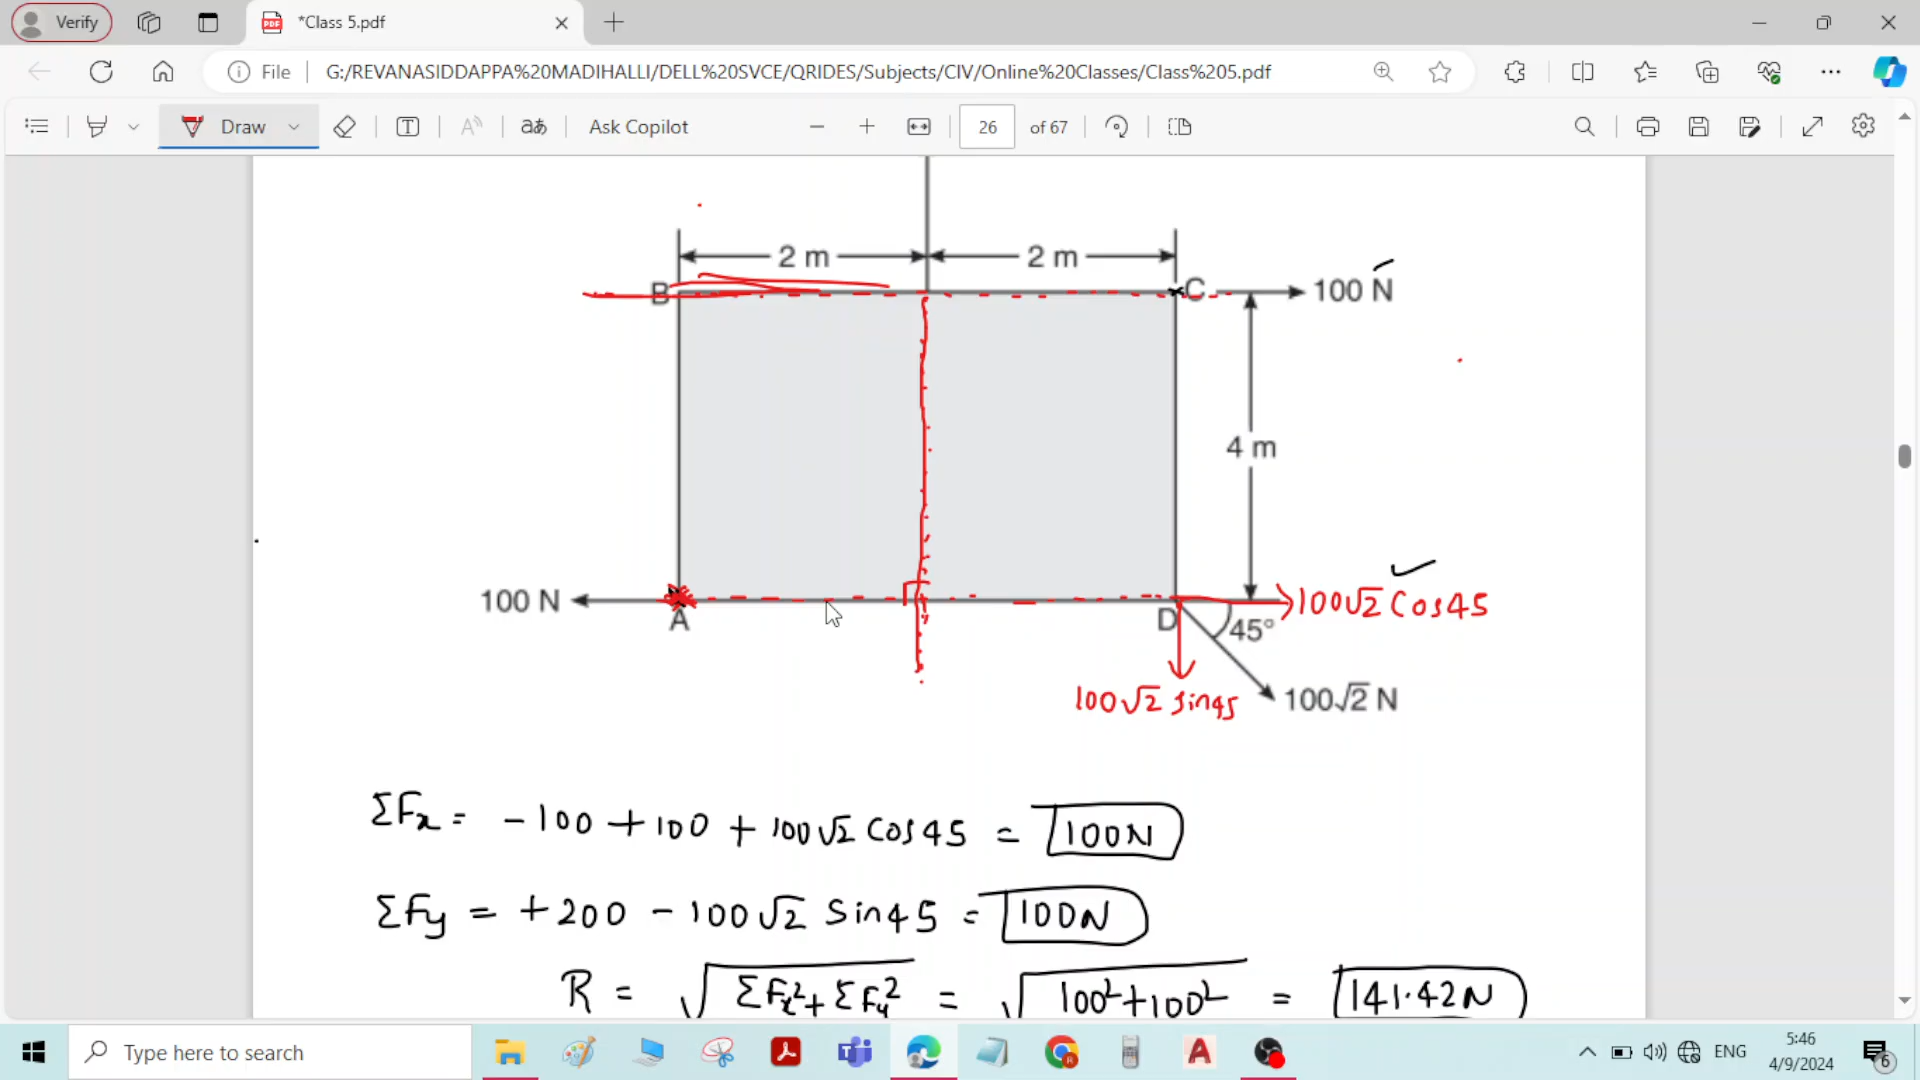 Verify
*Class 5.pdf
File
G:/REVANASIDDAPPA%20MADIHALLI/DELL%20SVCE/QRIDES/Subjects/CIV/Online%20Classes/Class%205.pdf
Draw
aあ
Ask Copilot
26 of 67
2 m 2 m
B C 100 N
4 m
100 N A D 45° 100√2 Cos45
100√2 Sin45 100√2 N
ΣFx = -100 + 100 + 100√2 Cos45 = 100N
ΣFy = +200 - 100√2 Sin45 = 100N
R = √ΣFx²+ΣFy² = √100²+100² = 141.42N
Type here to search
ENG
5:46
4/9/2024
6